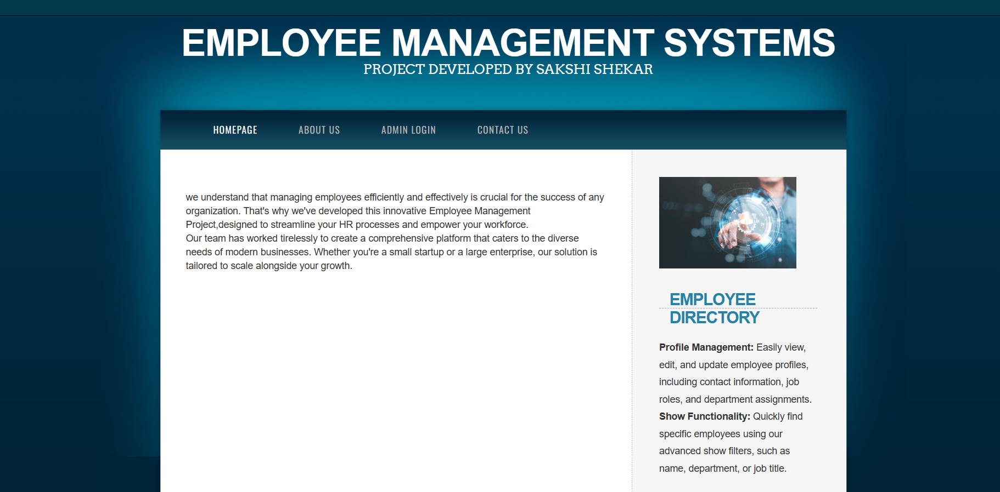 EMPLOYEE MANAGEMENT SYSTEMS
PROJECT DEVELOPED BY SAKSHI SHEKAR
HOMEPAGE ABOUT US ADMIN LOGIN CONTACT US
we understand that managing employees efficiently and effectively is crucial for the success of any
organization. That's why we've developed this innovative Employee Management
Project,designed to streamline your HR processes and empower your workforce.
Our team has worked tirelessly to create a comprehensive platform that caters to the diverse
needs of modern businesses. Whether you're a small startup or a large enterprise, our solution is
tailored to scale alongside your growth.
EMPLOYEE
DIRECTORY
Profile Management: Easily view,
edit, and update employee profiles,
including contact information, job
roles, and department assignments.
Show Functionality: Quickly find
specific employees using our
advanced show filters, such as
name, department, or job title.